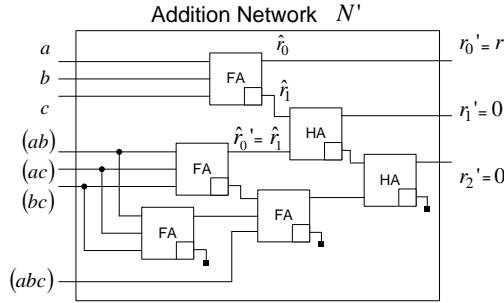 Addition Network N'
a
b
c
(ab)
(ac)
(bc)
(abc)
FA
r̂₀
r̂₁
HA
r̂₀' = r̂₁
FA
HA
FA
FA
r₀' = r
r₁' = 0
r₂' = 0